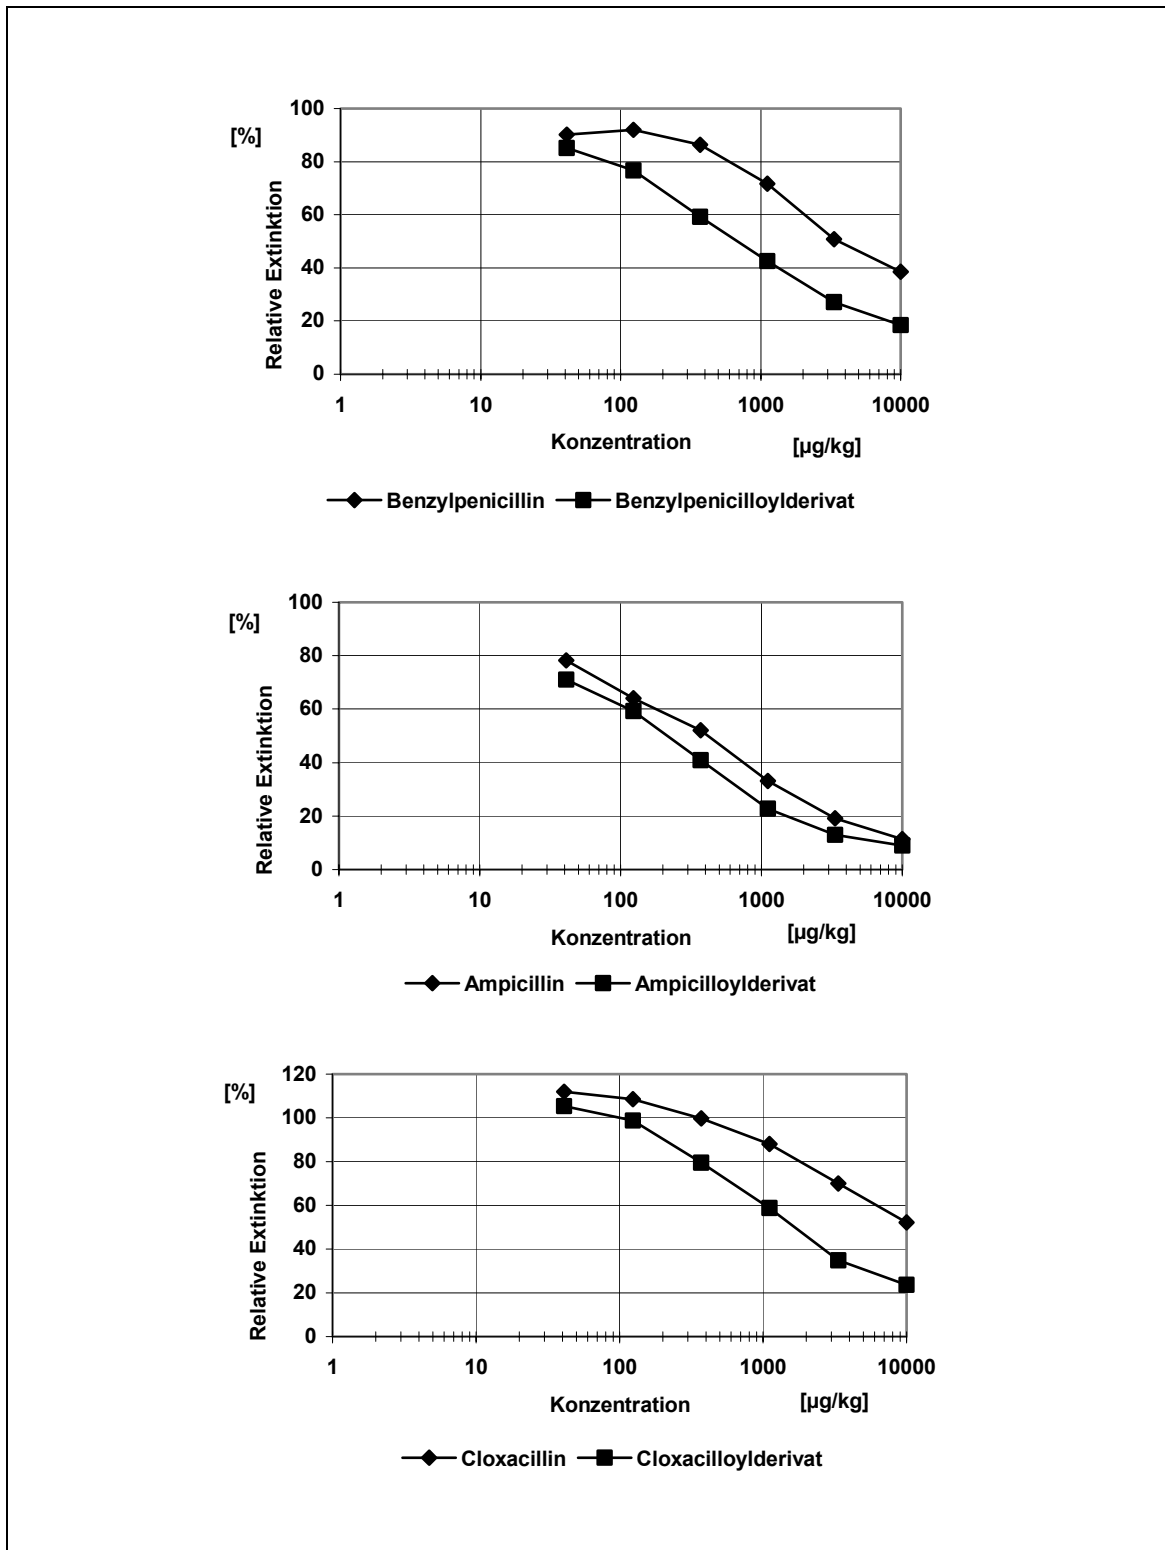 100
[%]
80
60
40
20
0
Relative Extinktion
1 10 100 1000 10000
Konzentration [µg/kg]
Benzylpenicillin Benzylpenicilloylderivat
100
[%]
80
60
40
20
0
Relative Extinktion
1 10 100 1000 10000
Konzentration [µg/kg]
Ampicillin Ampicilloylderivat
120
[%]
100
80
60
40
20
0
Relative Extinktion
1 10 100 1000 10000
Konzentration [µg/kg]
Cloxacillin Cloxacilloylderivat